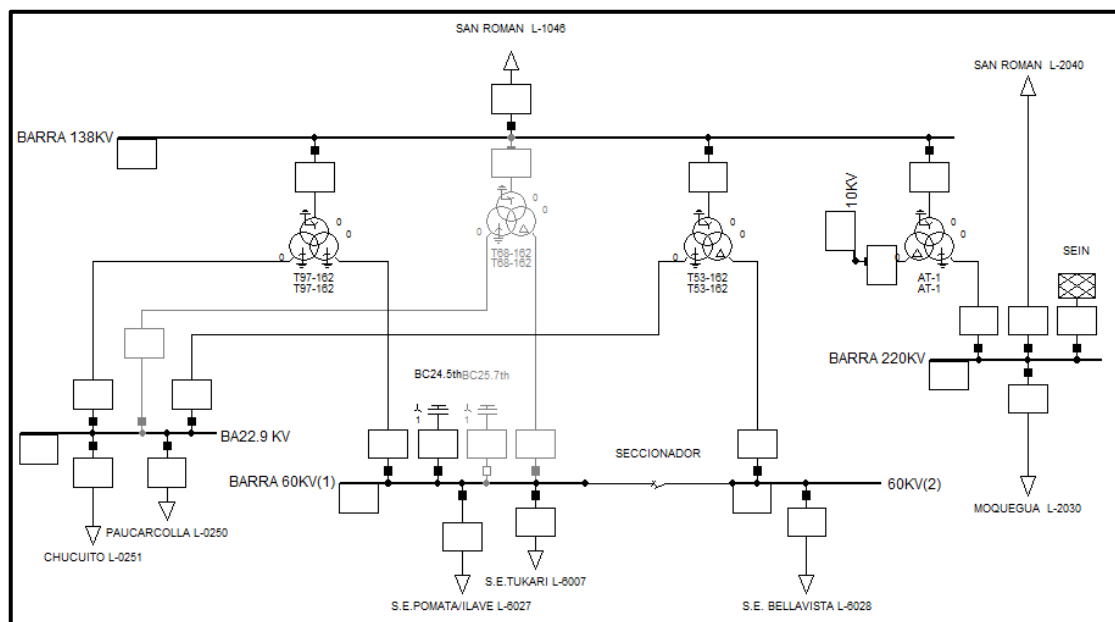 SAN ROMAN L-1046
SAN ROMAN L-2040
BARRA 138KV
10KV
0
0
0
0
0
0
0
0
0
0
T97-162
T97-162
T68-162
T68-162
T53-162
T53-162
AT-1
AT-1
SEIN
BARRA 220KV
BC24.5th
BC25.7th
1
1
BA22.9 KV
SECCIONADOR
BARRA 60KV(1)
60KV(2)
MOQUEGUA L-2030
PAUCARCOLLA L-0250
CHUCUITO L-0251
S.E.TUKARI L-6007
S.E.POMATA/ILAVE L-6027
S.E. BELLAVISTA L-6028